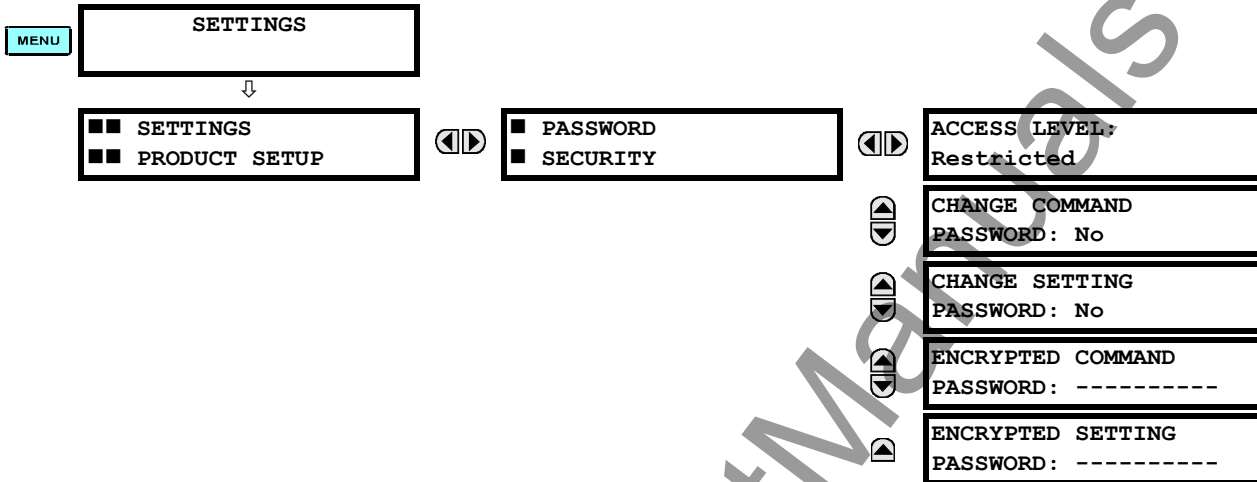 MENU
SETTINGS
■■ SETTINGS
■■ PRODUCT SETUP
■ PASSWORD
■ SECURITY
ACCESS LEVEL:
Restricted
CHANGE COMMAND
PASSWORD: No
CHANGE SETTING
PASSWORD: No
ENCRYPTED COMMAND
PASSWORD: ----------
ENCRYPTED SETTING
PASSWORD: ----------
tManuals